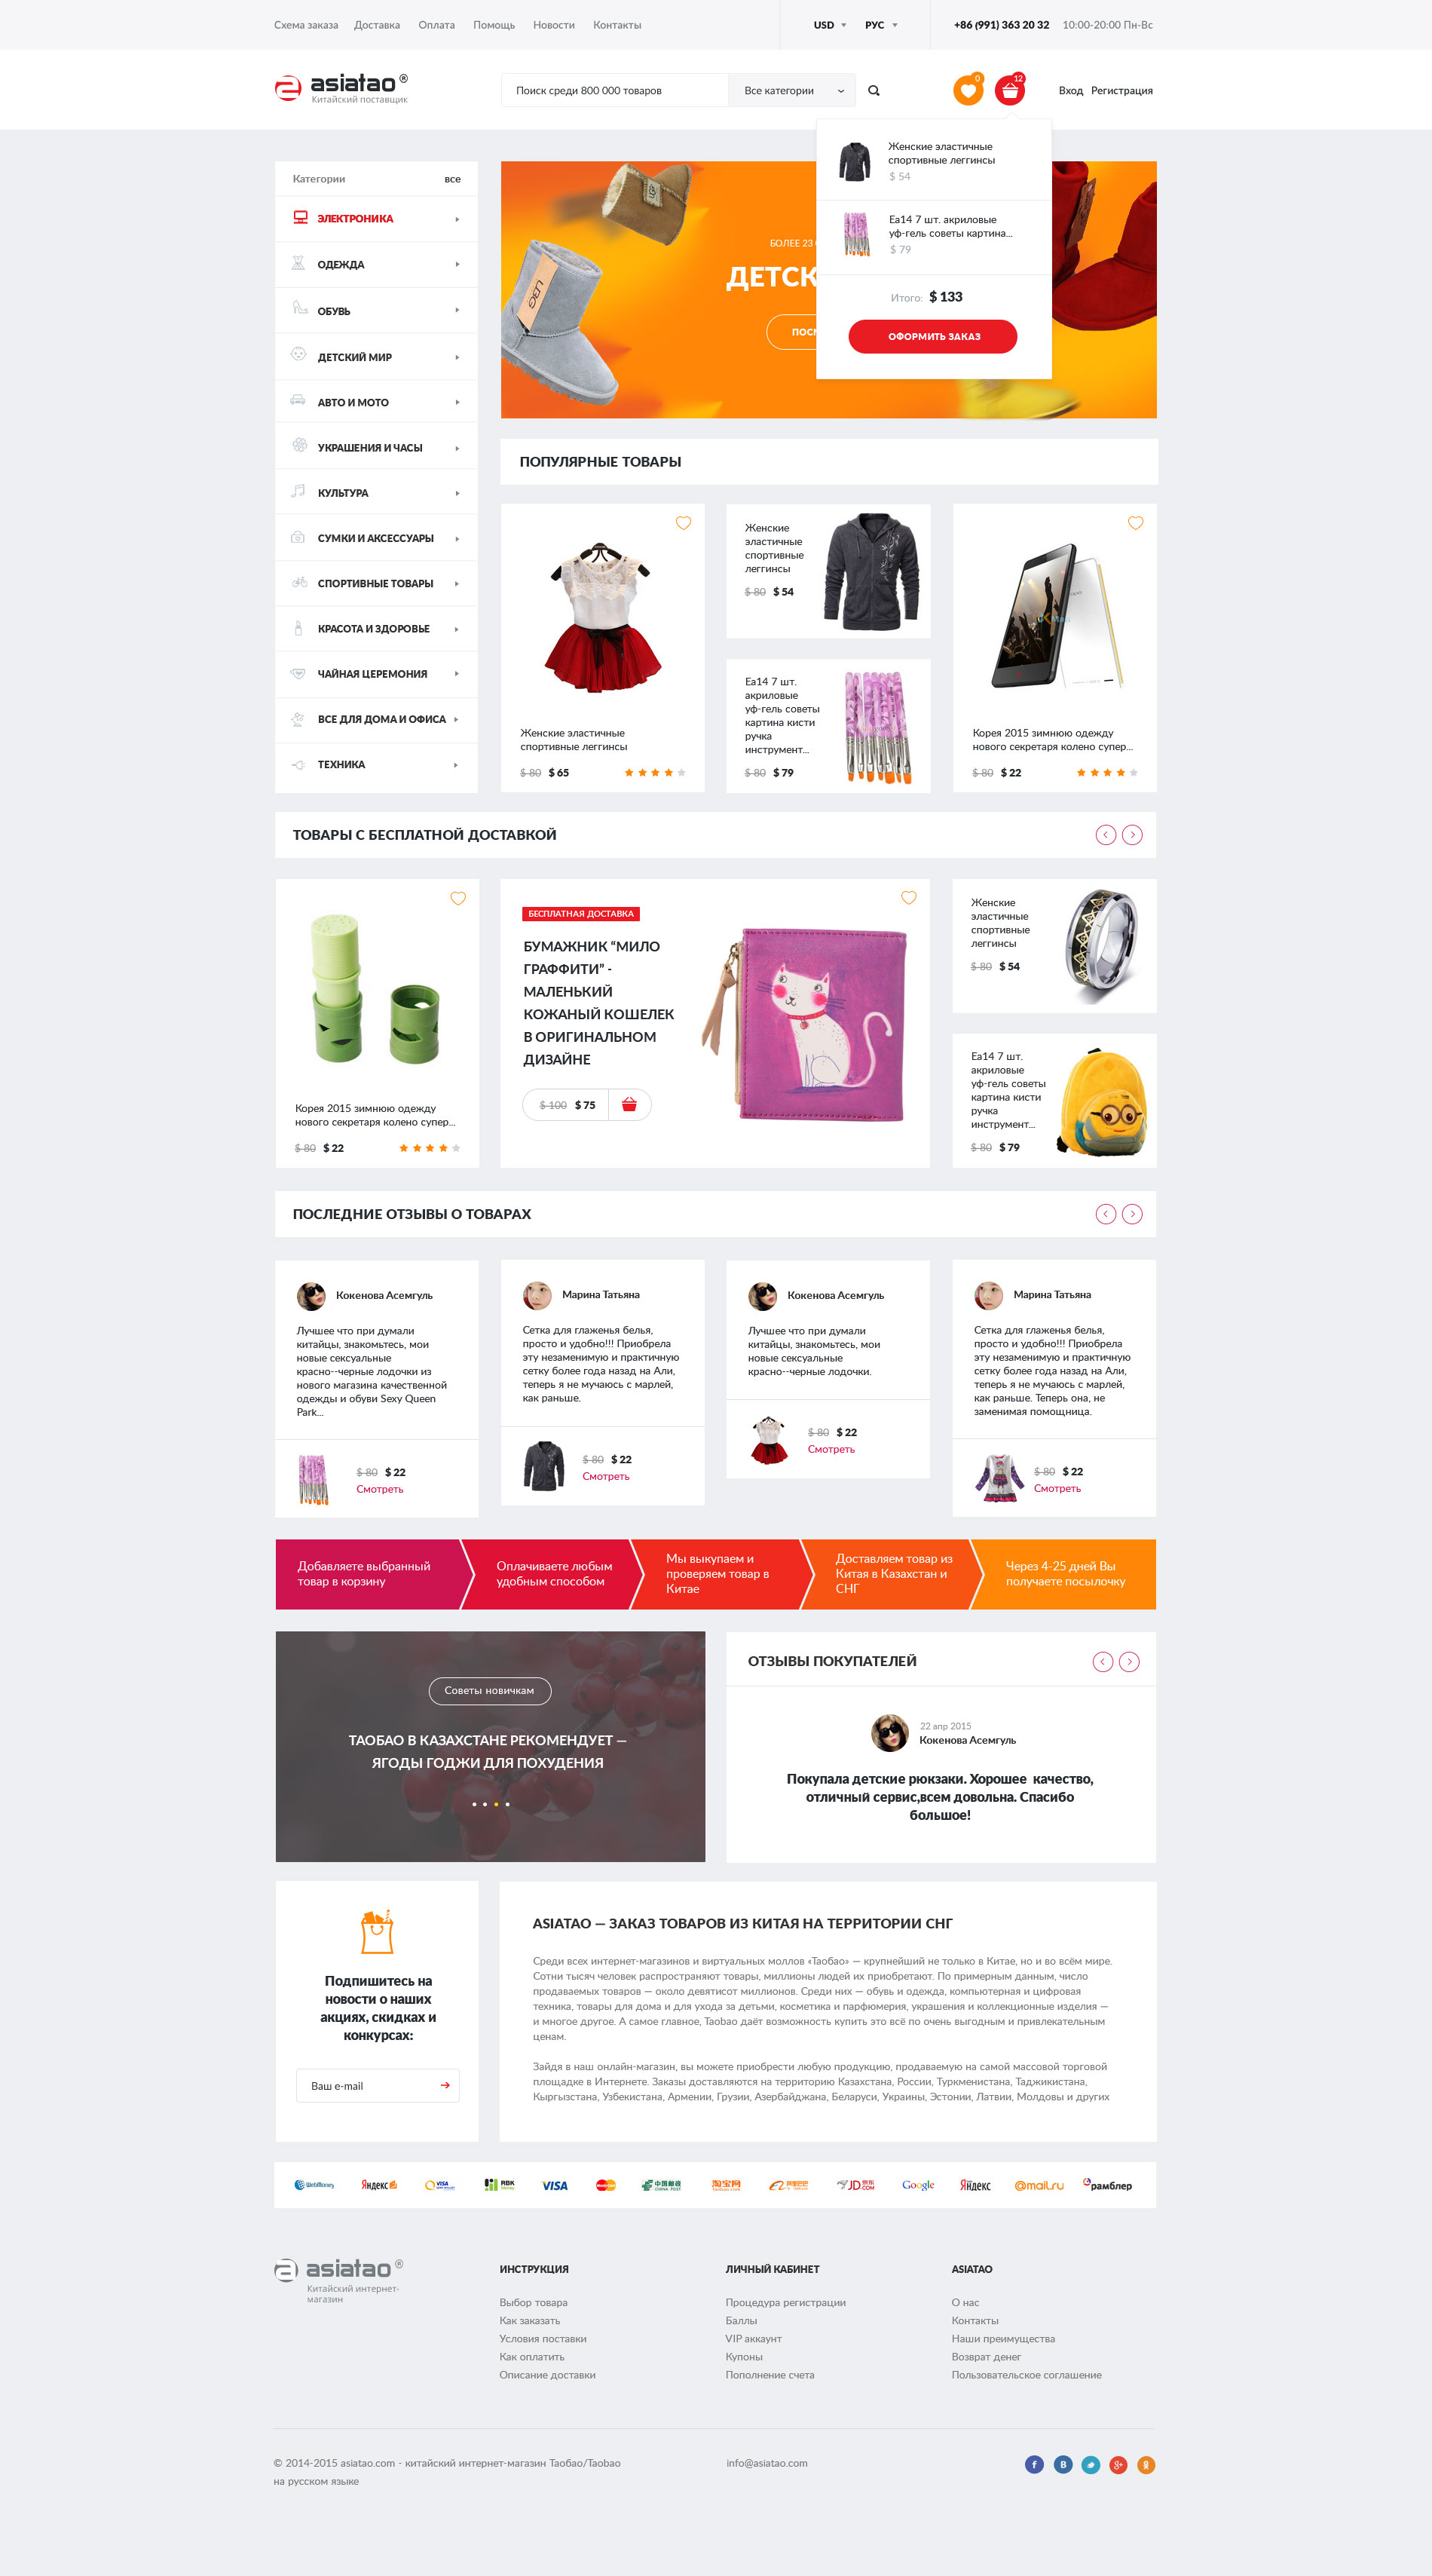 Схема заказа Доставка Оплата Помощь Новости Контакты USD РУС +86 (991) 363 20 32 10:00-20:00 Пн-Вс
asiatao®
Китайский поставщик
Поиск среди 800 000 товаров Все категории 0 12 Вход Регистрация
Женские эластичные
спортивные леггинсы
$ 54
Ea14 7 шт. акриловые
уф-гель советы картина...
$ 79
Итого: $ 133
ОФОРМИТЬ ЗАКАЗ
Категории все
ЭЛЕКТРОНИКА
ОДЕЖДА
ОБУВЬ
ДЕТСКИЙ МИР
АВТО И МОТО
УКРАШЕНИЯ И ЧАСЫ
КУЛЬТУРА
СУМКИ И АКСЕССУАРЫ
СПОРТИВНЫЕ ТОВАРЫ
КРАСОТА И ЗДОРОВЬЕ
ЧАЙНАЯ ЦЕРЕМОНИЯ
ВСЕ ДЛЯ ДОМА И ОФИСА
ТЕХНИКА
БОЛЕЕ 23
ДЕТСК
ПОСМ
UGG
ПОПУЛЯРНЫЕ ТОВАРЫ
Женские эластичные
спортивные леггинсы
$ 80 $ 65
Женские
эластичные
спортивные
леггинсы
$ 80 $ 54
Ea14 7 шт.
акриловые
уф-гель советы
картина кисти
ручка
инструмент...
$ 80 $ 79
Корея 2015 зимнюю одежду
нового секретаря колено супер...
$ 80 $ 22
ТОВАРЫ С БЕСПЛАТНОЙ ДОСТАВКОЙ
Корея 2015 зимнюю одежду
нового секретаря колено супер...
$ 80 $ 22
БЕСПЛАТНАЯ ДОСТАВКА
БУМАЖНИК “МИЛО
ГРАФФИТИ” -
МАЛЕНЬКИЙ
КОЖАНЫЙ КОШЕЛЕК
В ОРИГИНАЛЬНОМ
ДИЗАЙНЕ
$ 100 $ 75
Женские
эластичные
спортивные
леггинсы
$ 80 $ 54
Ea14 7 шт.
акриловые
уф-гель советы
картина кисти
ручка
инструмент...
$ 80 $ 79
ПОСЛЕДНИЕ ОТЗЫВЫ О ТОВАРАХ
Кокенова Асемгуль
Лучшее что при думали
китайцы, знакомьтесь, мои
новые сексуальные
красно--черные лодочки из
нового магазина качественной
одежды и обуви Sexy Queen
Park...
$ 80 $ 22
Смотреть
Марина Татьяна
Сетка для глаженья белья,
просто и удобно!!! Приобрела
эту незаменимую и практичную
сетку более года назад на Али,
теперь я не мучаюсь с марлей,
как раньше.
$ 80 $ 22
Смотреть
Кокенова Асемгуль
Лучшее что при думали
китайцы, знакомьтесь, мои
новые сексуальные
красно--черные лодочки.
$ 80 $ 22
Смотреть
Марина Татьяна
Сетка для глаженья белья,
просто и удобно!!! Приобрела
эту незаменимую и практичную
сетку более года назад на Али,
теперь я не мучаюсь с марлей,
как раньше. Теперь она, не
заменимая помощница.
$ 80 $ 22
Смотреть
Добавляете выбранный
товар в корзину
Оплачиваете любым
удобным способом
Мы выкупаем и
проверяем товар в
Китае
Доставляем товар из
Китая в Казахстан и
СНГ
Через 4-25 дней Вы
получаете посылочку
Советы новичкам
ТАОБАО В КАЗАХСТАНЕ РЕКОМЕНДУЕТ —
ЯГОДЫ ГОДЖИ ДЛЯ ПОХУДЕНИЯ
ОТЗЫВЫ ПОКУПАТЕЛЕЙ
22 апр 2015
Кокенова Асемгуль
Покупала детские рюкзаки. Хорошее качество,
отличный сервис,всем довольна. Спасибо
большое!
Подпишитесь на
новости о наших
акциях, скидках и
конкурсах:
Ваш e-mail
ASIATAO — ЗАКАЗ ТОВАРОВ ИЗ КИТАЯ НА ТЕРРИТОРИИ СНГ
Среди всех интернет-магазинов и виртуальных моллов «Таобао» — крупнейший не только в Китае, но и во всём мире.
Сотни тысяч человек распространяют товары, миллионы людей их приобретают. По примерным данным, число
продаваемых товаров — около девятисот миллионов. Среди них — обувь и одежда, компьютерная и цифровая
техника, товары для дома и для ухода за детьми, косметика и парфюмерия, украшения и коллекционные изделия —
и многое другое. А самое главное, Taobao даёт возможность купить это всё по очень выгодным и привлекательным
ценам.
Зайдя в наш онлайн-магазин, вы можете приобрести любую продукцию, продаваемую на самой массовой торговой
площадке в Интернете. Заказы доставляются на территорию Казахстана, России, Туркменистана, Таджикистана,
Кыргызстана, Узбекистана, Армении, Грузии, Азербайджана, Беларуси, Украины, Эстонии, Латвии, Молдовы и других
WebMoney Яндекс VISA RBK Money VISA MasterCard 中国邮政 CHINA POST 淘宝网 Taobao.com 阿里巴巴 京东 JD.COM Google Яндекс @mail.ru Рамблер
asiatao®
Китайский интернет-
магазин
ИНСТРУКЦИЯ
Выбор товара
Как заказать
Условия поставки
Как оплатить
Описание доставки
ЛИЧНЫЙ КАБИНЕТ
Процедура регистрации
Баллы
VIP аккаунт
Купоны
Пополнение счета
ASIATAO
О нас
Контакты
Наши преимущества
Возврат денег
Пользовательское соглашение
© 2014-2015 asiatao.com - китайский интернет-магазин Таобао/Taobao
на русском языке
info@asiatao.com